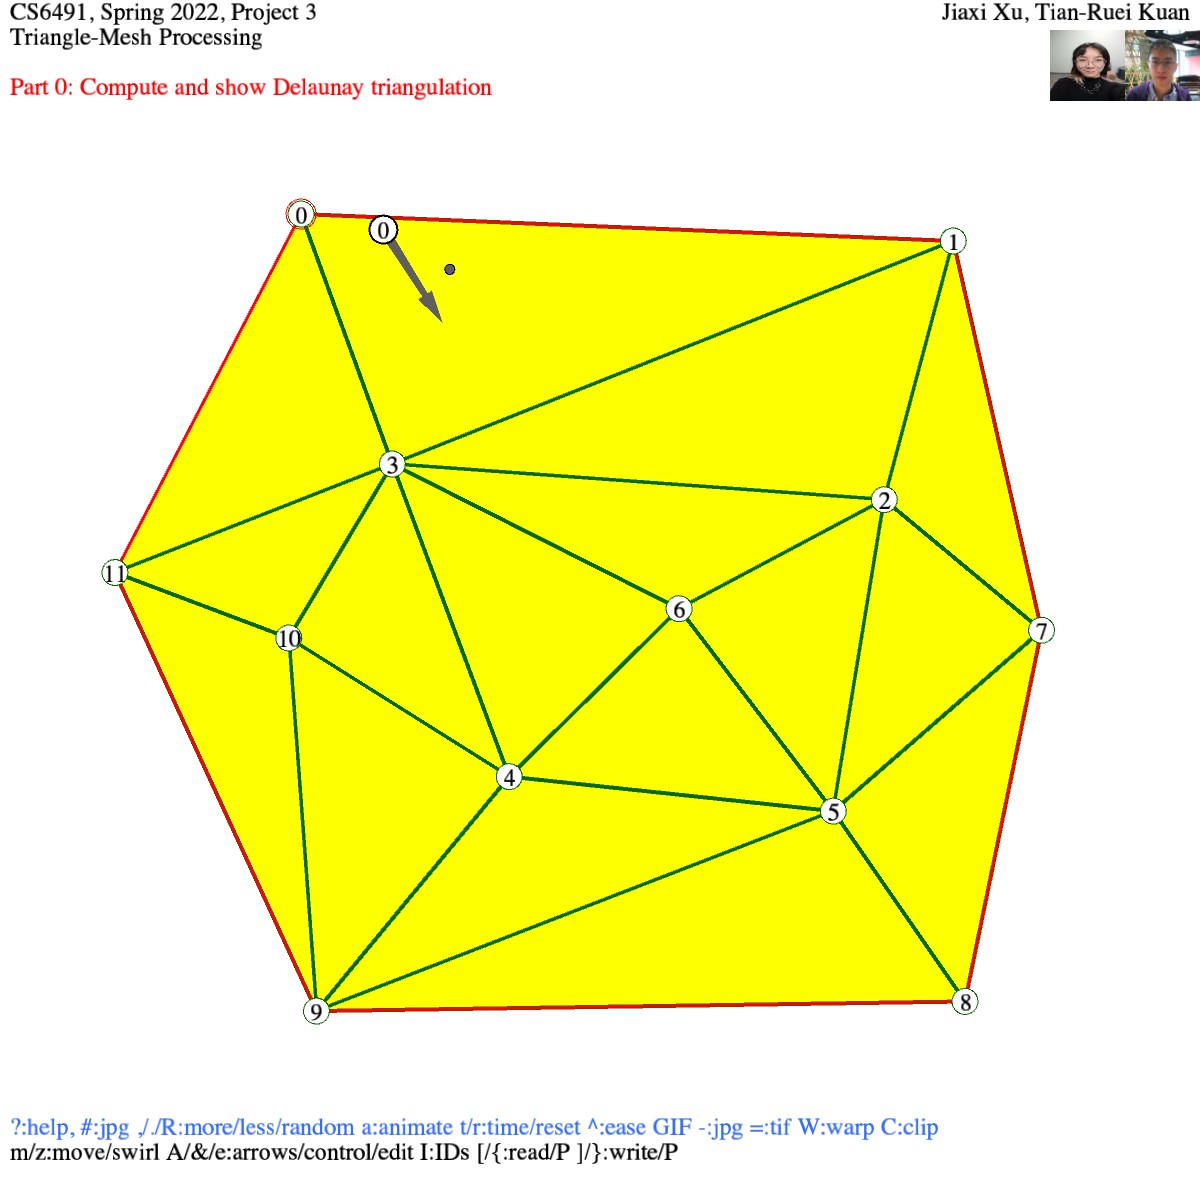 CS6491, Spring 2022, Project 3
Jiaxi Xu, Tian-Ruei Kuan
Triangle-Mesh Processing
Part 0: Compute and show Delaunay triangulation
0
0
1
3
2
11
6
7
10
4
5
8
9
?:help, #:jpg ,/./R:more/less/random a:animate t/r:time/reset ^:ease GIF -:jpg =:tif W:warp C:clip
m/z:move/swirl A/&/e:arrows/control/edit I:IDs [/{:read/P ]/}:write/P